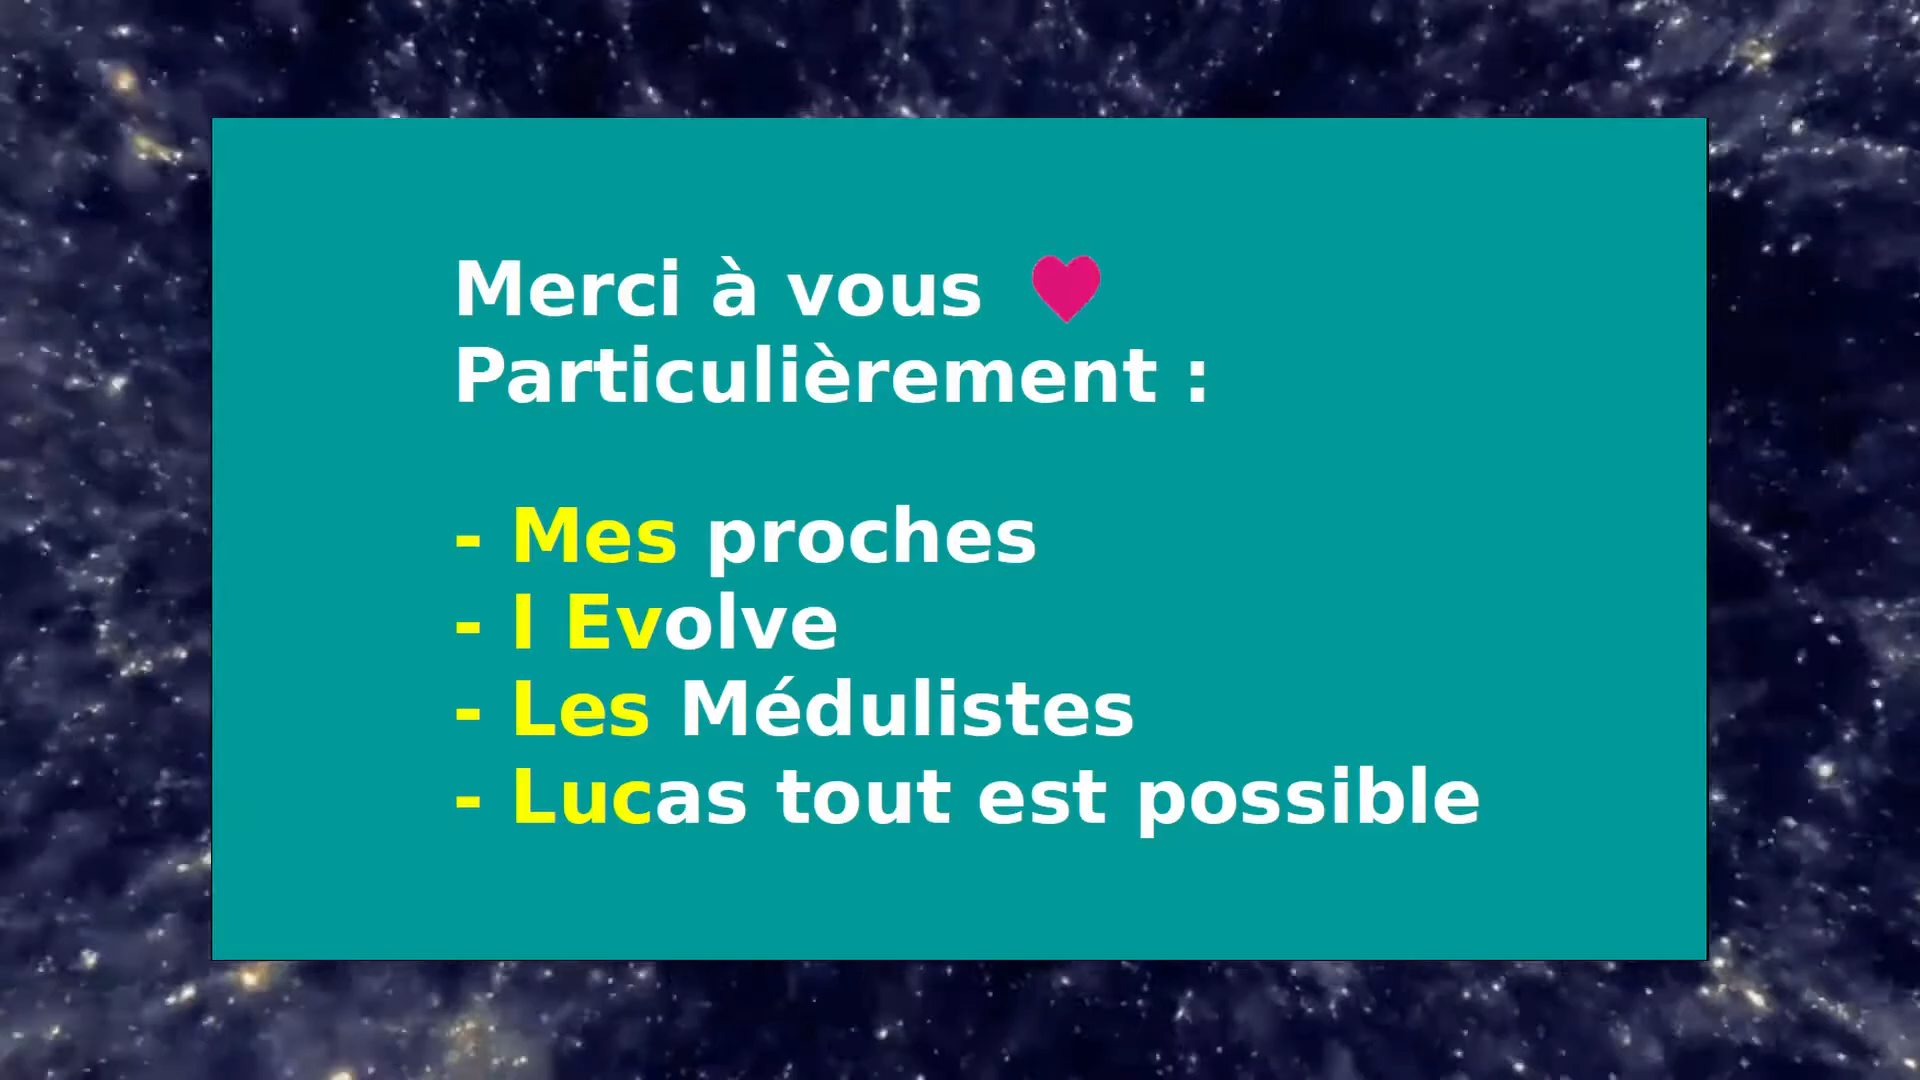 Merci à vous ♥
Particulièrement :
- Mes proches
- I Evolve
- Les Médulistes
- Lucas tout est possible